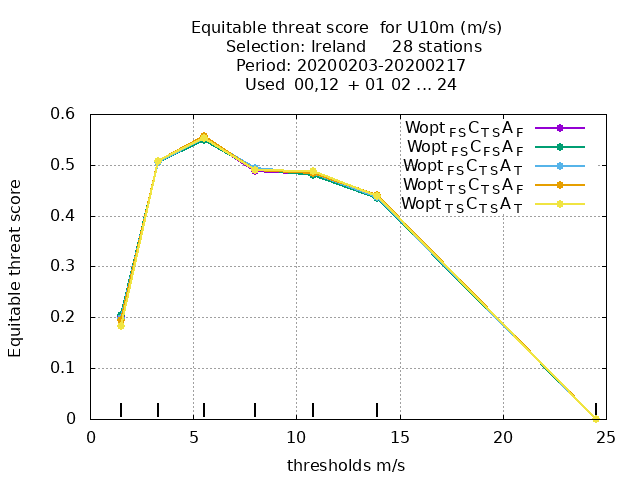 Equitable threat score  for U10m (m/s)
Selection: Ireland     28 stations
Period: 20200203-20200217
Used  00,12  + 01 02 ... 24
Wopt FS C TS A F
Wopt FS C FS A F
Wopt FS C TS A T
Wopt TS C TS A F
Wopt TS C TS A T
Equitable threat score
0.6
0.5
0.4
0.3
0.2
0.1
0
0 5 10 15 20 25
thresholds m/s